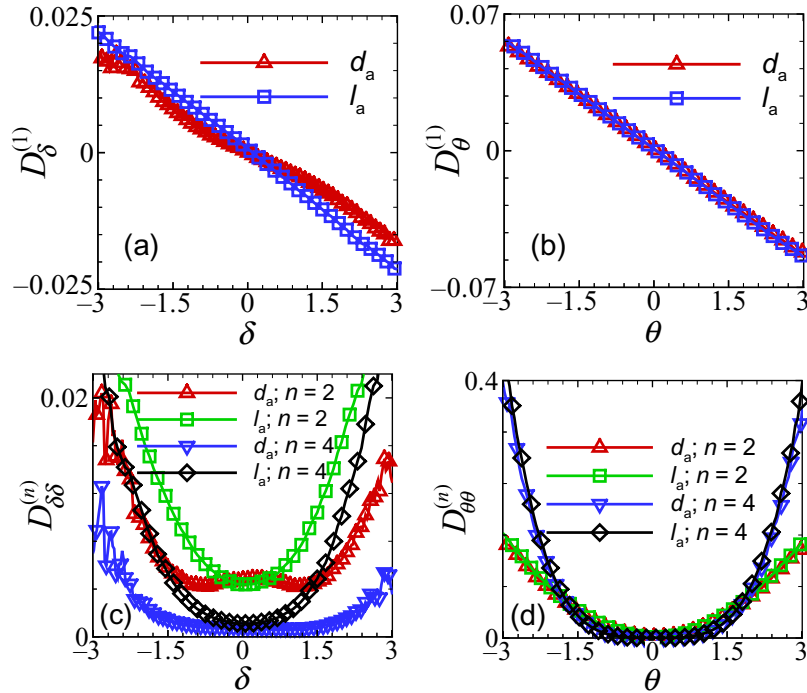 0.025
0
−0.025
D_δ^(1)
d_a
l_a
(a)
−3 −1.5 0 1.5 3
δ
0.07
0
−0.07
D_θ^(1)
d_a
l_a
(b)
−3 −1.5 0 1.5 3
θ
0.02
0
D_δδ^(n)
d_a; n = 2
l_a; n = 2
d_a; n = 4
l_a; n = 4
(c)
−3 −1.5 0 1.5 3
δ
0.4
0
D_θθ^(n)
d_a; n = 2
l_a; n = 2
d_a; n = 4
l_a; n = 4
(d)
−3 −1.5 0 1.5 3
θ